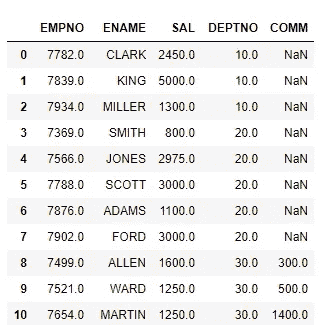 EMPNO ENAME SAL DEPTNO COMM
0 7782.0 CLARK 2450.0 10.0 NaN
1 7839.0 KING 5000.0 10.0 NaN
2 7934.0 MILLER 1300.0 10.0 NaN
3 7369.0 SMITH 800.0 20.0 NaN
4 7566.0 JONES 2975.0 20.0 NaN
5 7788.0 SCOTT 3000.0 20.0 NaN
6 7876.0 ADAMS 1100.0 20.0 NaN
7 7902.0 FORD 3000.0 20.0 NaN
8 7499.0 ALLEN 1600.0 30.0 300.0
9 7521.0 WARD 1250.0 30.0 500.0
10 7654.0 MARTIN 1250.0 30.0 1400.0